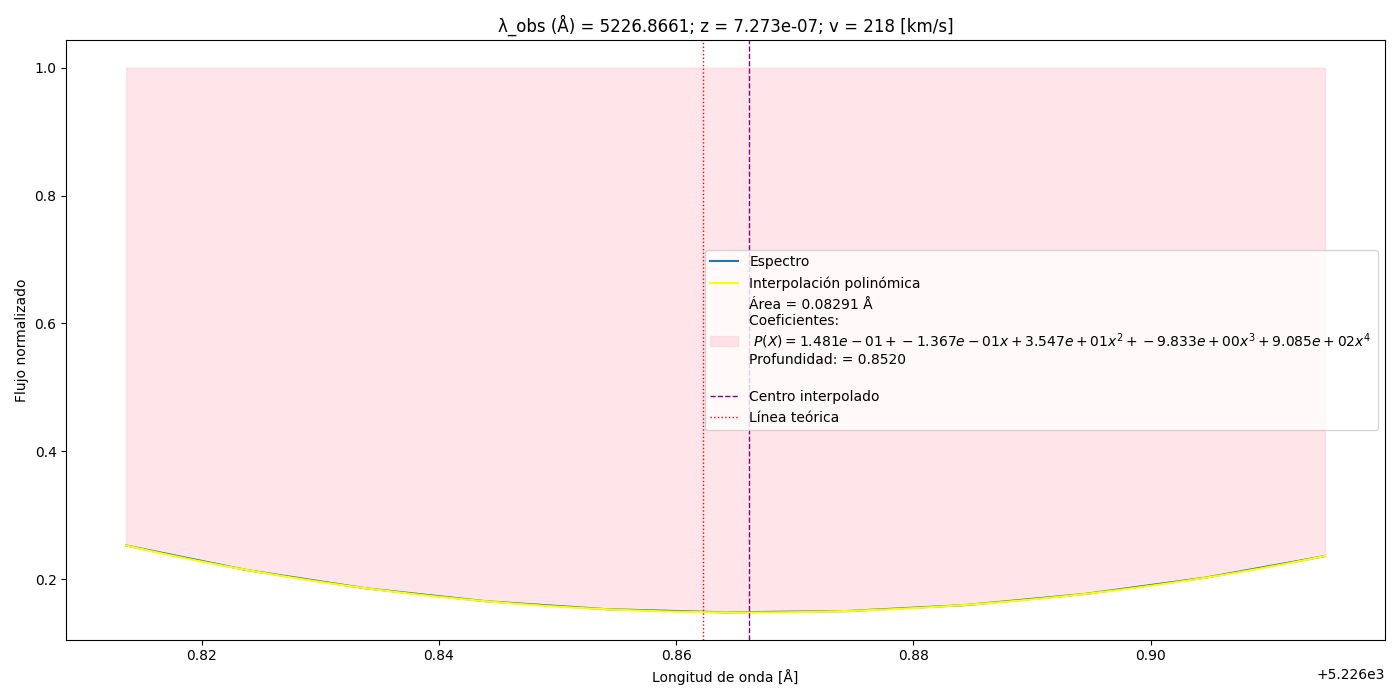 λ_obs (Å) = 5226.8661; z = 7.273e-07; v = 218 [km/s]
Flujo normalizado
1.0
0.8
0.6
0.4
0.2
Espectro
Interpolación polinómica
Área = 0.08291 Å
Coeficientes:
P(X) = 1.481e − 01 + − 1.367e − 01x + 3.547e + 01x² + − 9.833e + 00x³ + 9.085e + 02x⁴
Profundidad: = 0.8520
Centro interpolado
Línea teórica
0.82 0.84 0.86 0.88 0.90
+5.226e3
Longitud de onda [Å]